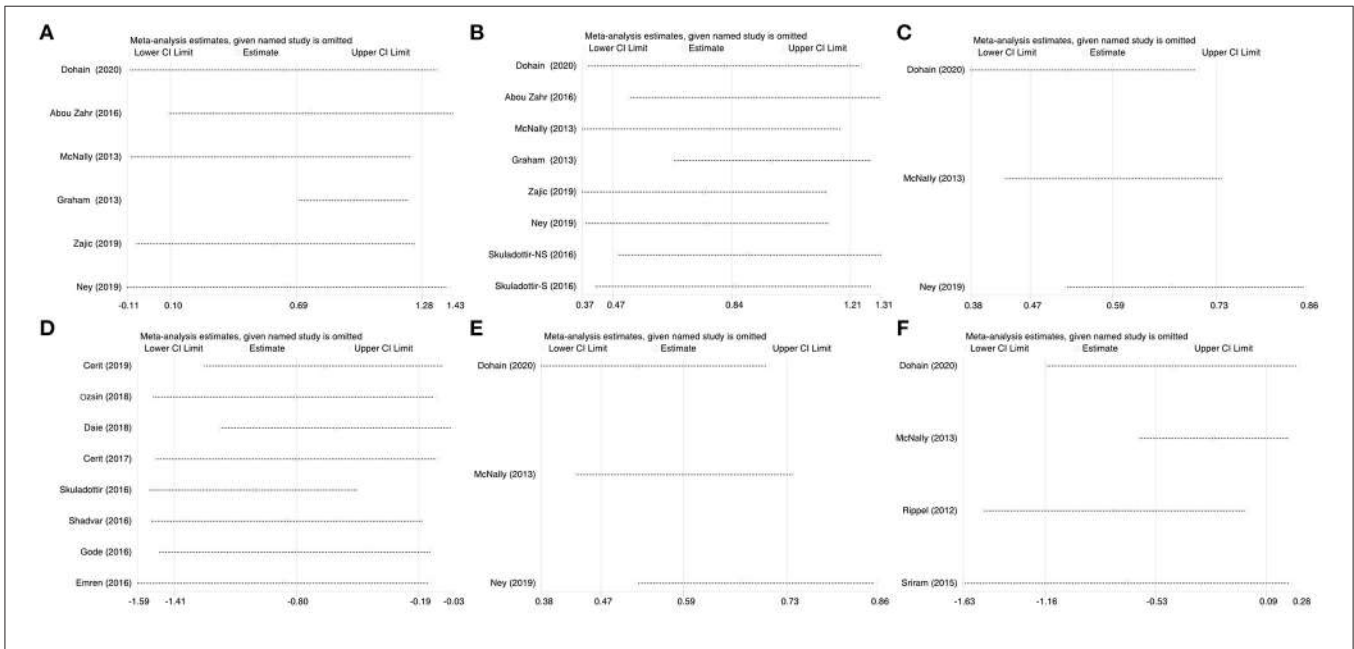 A
Meta-analysis estimates, given named study is omitted
Lower CI Limit Estimate Upper CI Limit
Dohain (2020)
Abou Zahr (2016)
McNally (2013)
Graham (2013)
Zajic (2019)
Ney (2019)
-0.11 0.10 0.69 1.28 1.43
B
Meta-analysis estimates, given named study is omitted
Lower CI Limit Estimate Upper CI Limit
Dohain (2020)
Abou Zahr (2016)
McNally (2013)
Graham (2013)
Zajic (2019)
Ney (2019)
Skuladottir-NS (2016)
Skuladottir-S (2016)
0.37 0.47 0.84 1.21 1.31
C
Meta-analysis estimates, given named study is omitted
Lower CI Limit Estimate Upper CI Limit
Dohain (2020)
McNally (2013)
Ney (2019)
0.38 0.47 0.59 0.73 0.86
D
Meta-analysis estimates, given named study is omitted
Lower CI Limit Estimate Upper CI Limit
Cerit (2019)
Ozsin (2018)
Daie (2018)
Cerit (2017)
Skuladottir (2016)
Shadvar (2016)
Gode (2016)
Emren (2016)
-1.59 -1.41 -0.80 -0.19 -0.03
E
Meta-analysis estimates, given named study is omitted
Lower CI Limit Estimate Upper CI Limit
Dohain (2020)
McNally (2013)
Ney (2019)
0.38 0.47 0.59 0.73 0.86
F
Meta-analysis estimates, given named study is omitted
Lower CI Limit Estimate Upper CI Limit
Dohain (2020)
McNally (2013)
Rippel (2012)
Sriram (2015)
-1.63 -1.16 -0.53 0.09 0.28